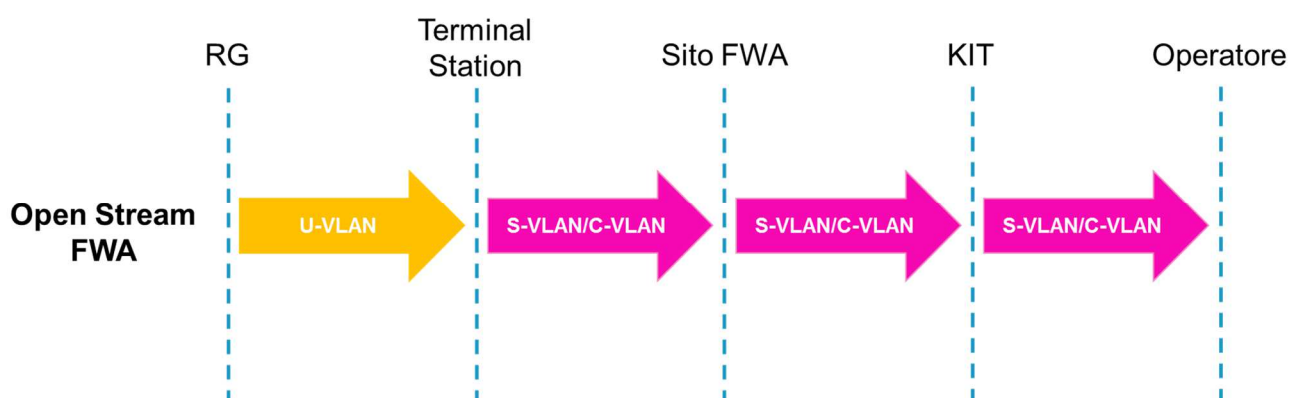 RG
Terminal
Station
Sito FWA
KIT
Operatore
Open Stream
FWA
U-VLAN
S-VLAN/C-VLAN
S-VLAN/C-VLAN
S-VLAN/C-VLAN